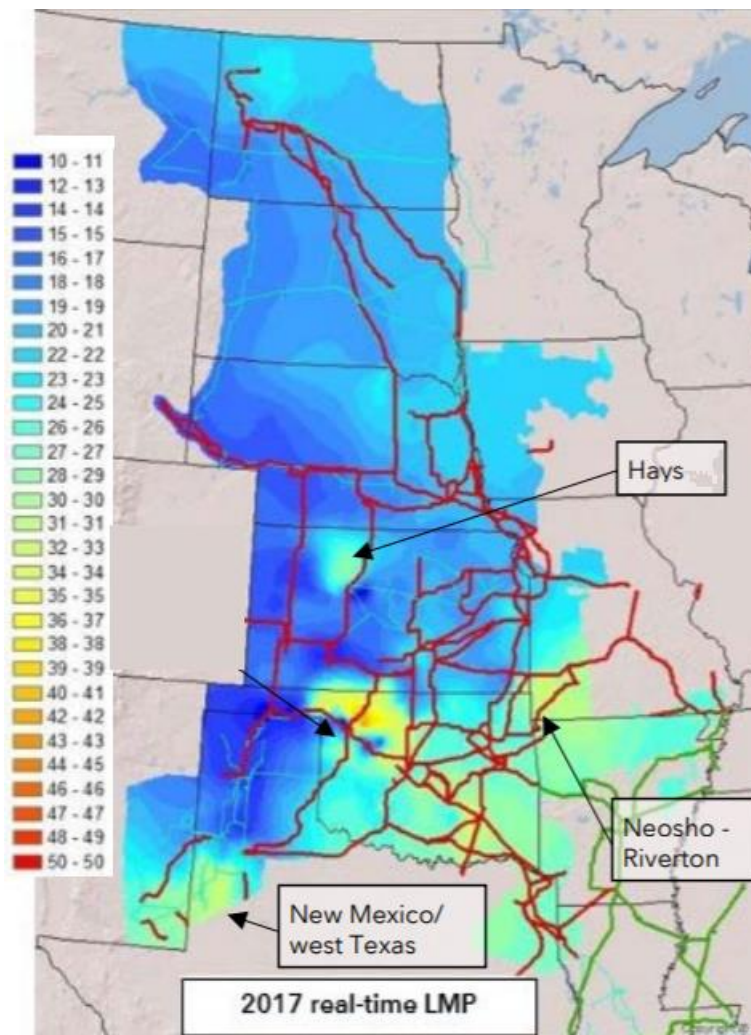 10 - 11
12 - 13
14 - 14
15 - 15
16 - 17
18 - 18
19 - 19
20 - 21
22 - 22
23 - 23
24 - 25
26 - 26
27 - 27
28 - 29
30 - 30
31 - 31
32 - 33
34 - 34
35 - 35
36 - 37
38 - 38
39 - 39
40 - 41
42 - 42
43 - 43
44 - 45
46 - 46
47 - 47
48 - 49
50 - 50
Hays
Neosho -
Riverton
New Mexico/
west Texas
2017 real-time LMP